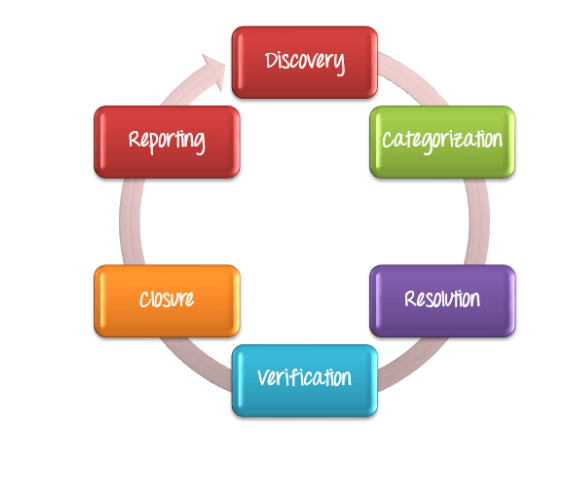 Discovery
Categorization
Resolution
Verification
Closure
Reporting